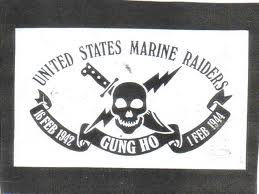 UNITED STATES MARINE RAIDERS
16 FEB 1942
GUNG HO
1 FEB 1944